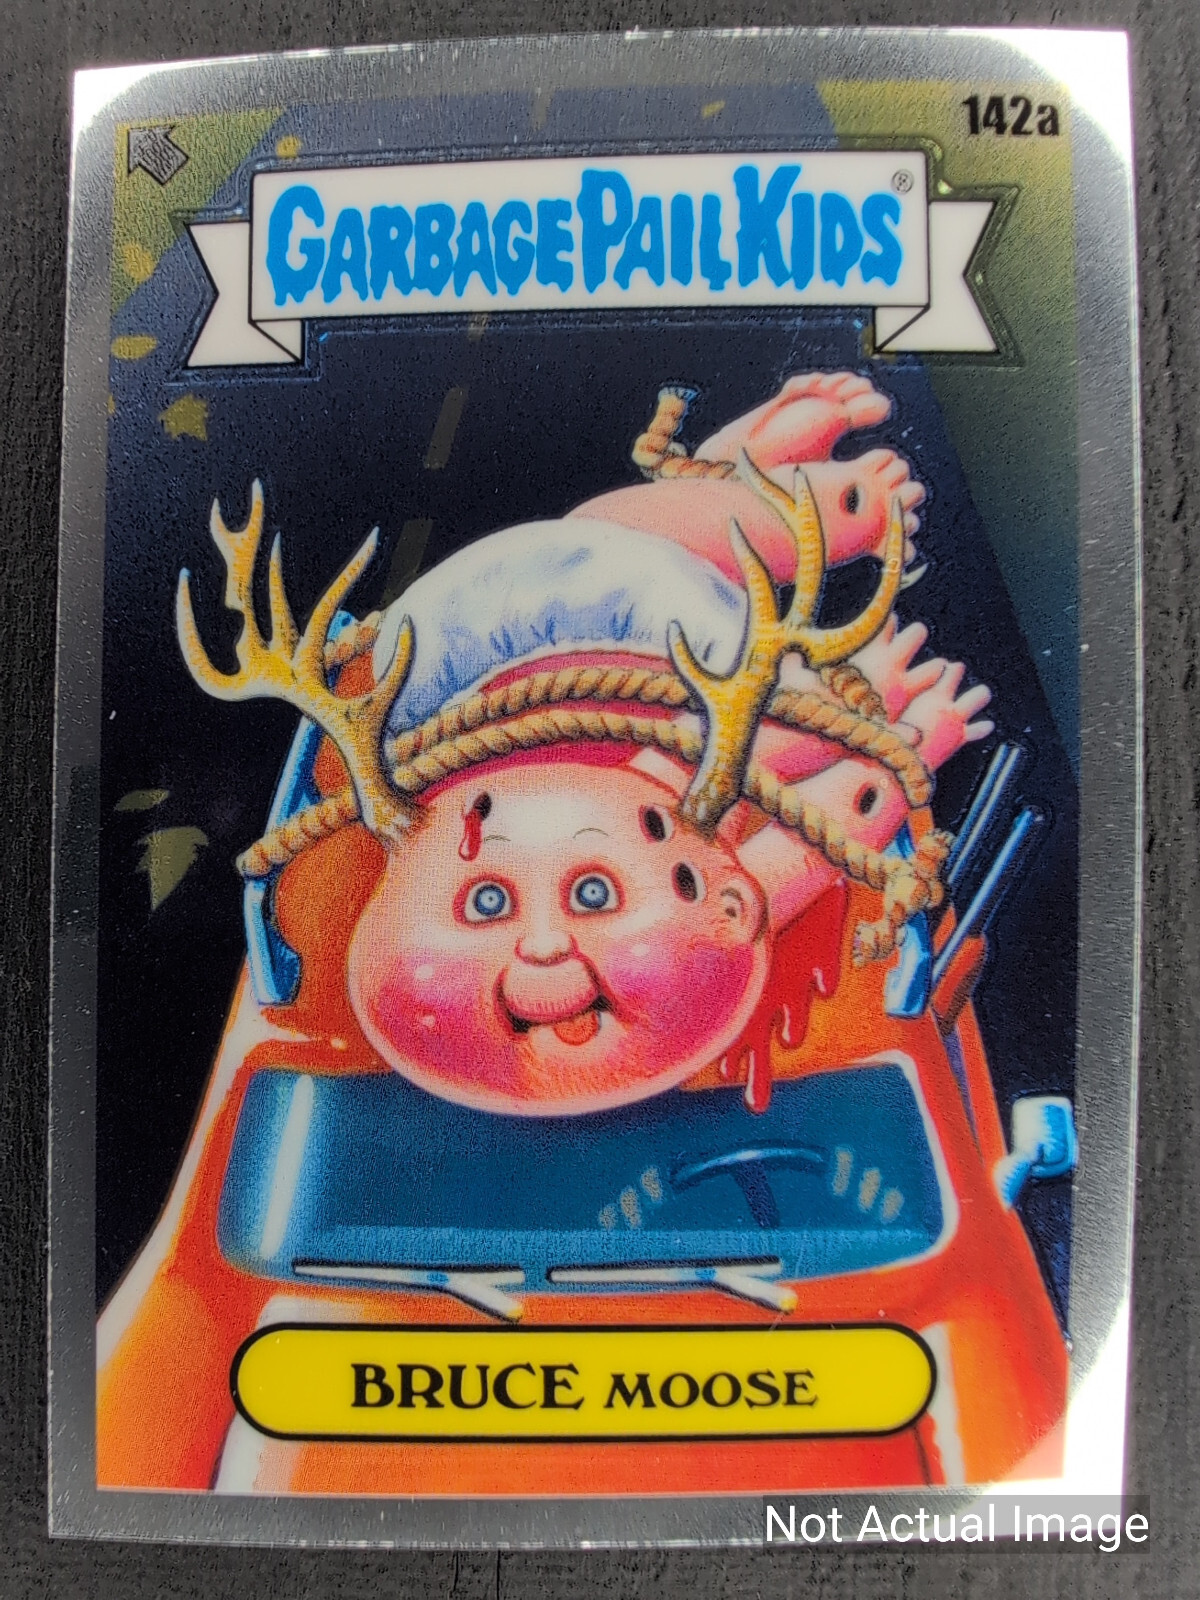 142a
GARBAGE PAIL KIDS®
BRUCE MOOSE
Not Actual Image